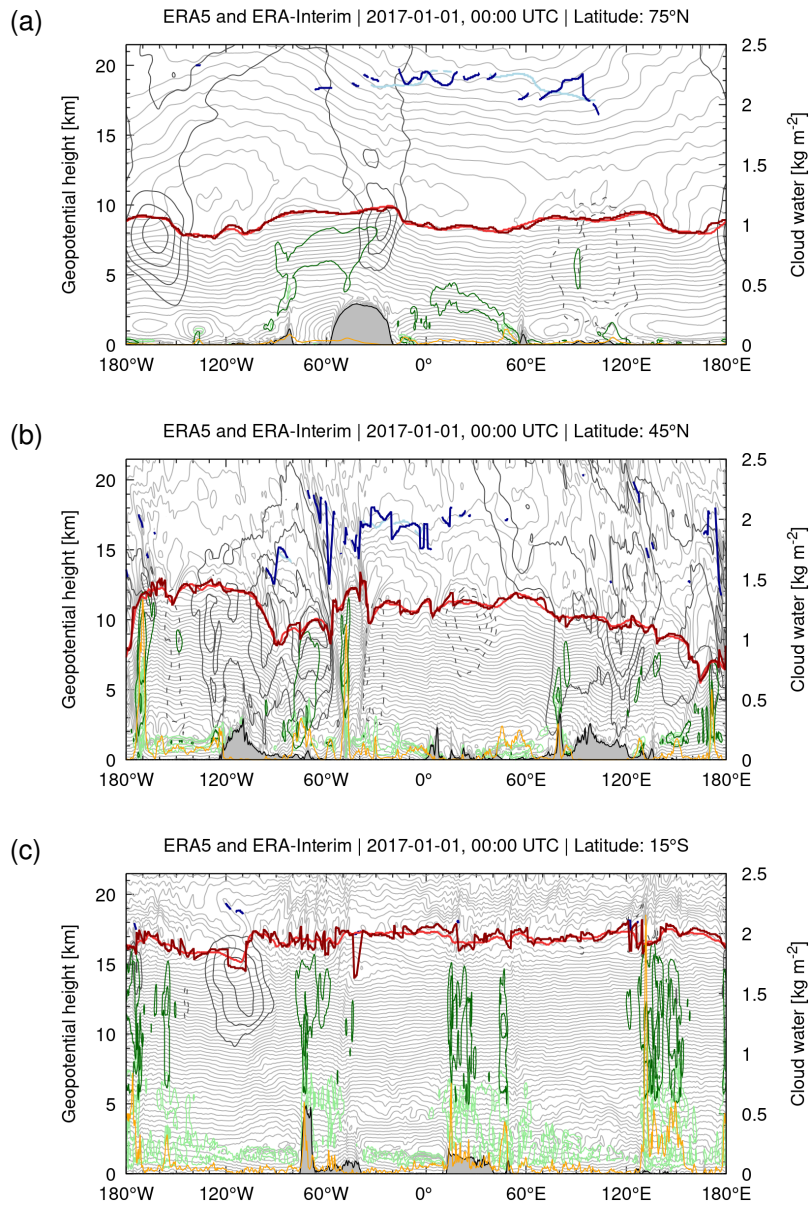 (a)
ERA5 and ERA-Interim | 2017-01-01, 00:00 UTC | Latitude: 75°N
Geopotential height [km]
20
15
10
5
0
2.5
2
1.5
1
0.5
0
Cloud water [kg m-2]
180°W 120°W 60°W 0° 60°E 120°E 180°E
(b)
ERA5 and ERA-Interim | 2017-01-01, 00:00 UTC | Latitude: 45°N
Geopotential height [km]
20
15
10
5
0
2.5
2
1.5
1
0.5
0
Cloud water [kg m-2]
180°W 120°W 60°W 0° 60°E 120°E 180°E
(c)
ERA5 and ERA-Interim | 2017-01-01, 00:00 UTC | Latitude: 15°S
Geopotential height [km]
20
15
10
5
0
2.5
2
1.5
1
0.5
0
Cloud water [kg m-2]
180°W 120°W 60°W 0° 60°E 120°E 180°E